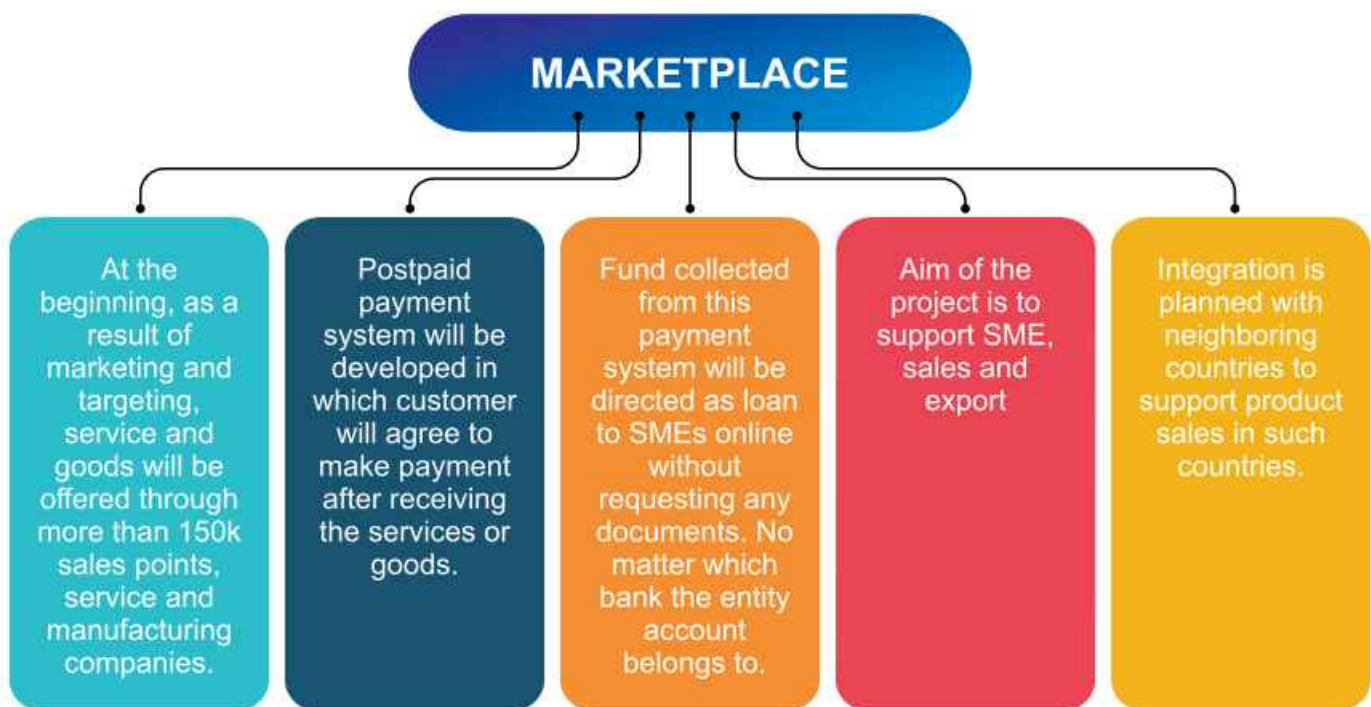 MARKETPLACE
At the
beginning, as a
result of
marketing and
targeting,
service and
goods will be
offered through
more than 150k
sales points,
service and
manufacturing
companies.
Postpaid
payment
system will be
developed in
which customer
will agree to
make payment
after receiving
the services or
goods.
Fund collected
from this
payment
system will be
directed as loan
to SMEs online
without
requesting any
documents. No
matter which
bank the entity
account
belongs to.
Aim of the
project is to
support SME,
sales and
export
Integration is
planned with
neighboring
countries to
support product
sales in such
countries.